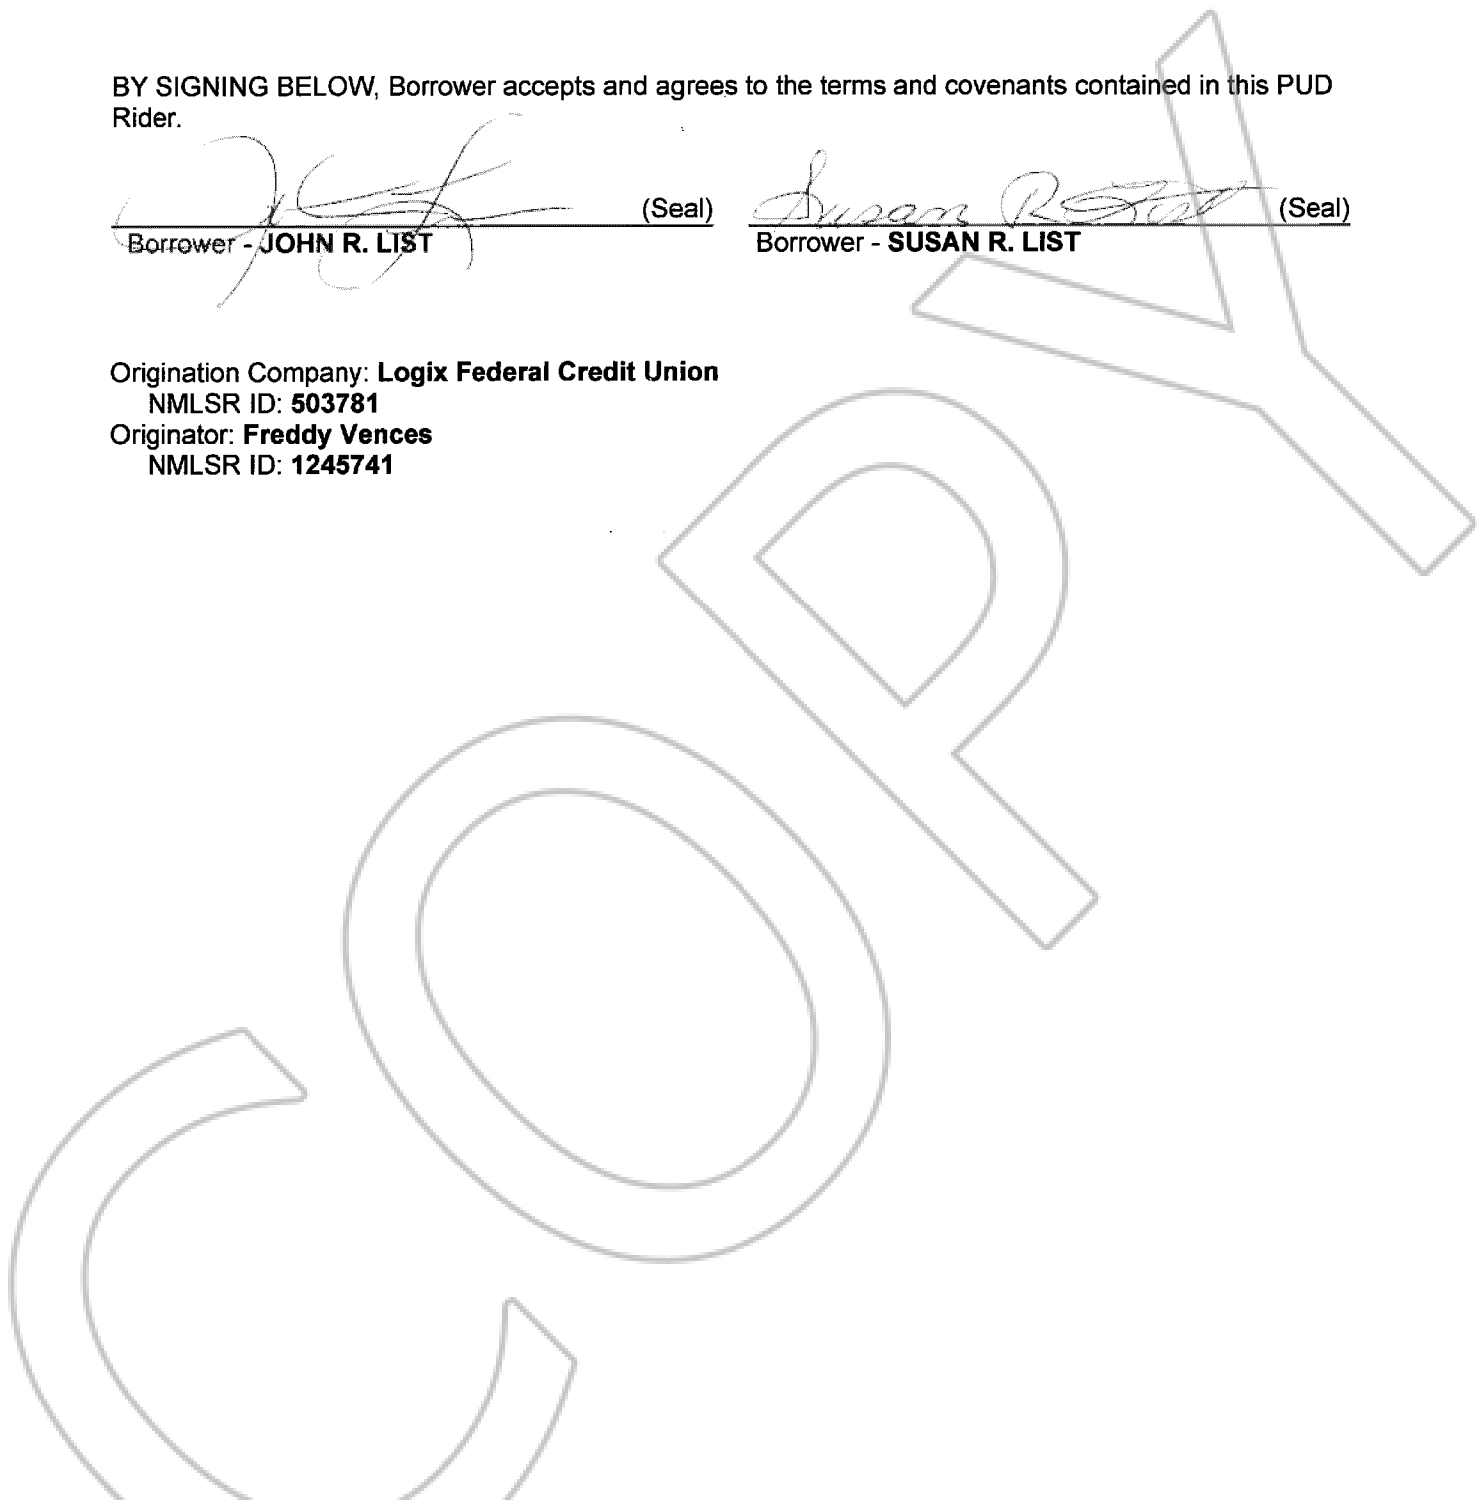 BY SIGNING BELOW, Borrower accepts and agrees to the terms and covenants contained in this PUD
Rider.
Susan R List
(Seal) (Seal)
Borrower - JOHN R. LIST Borrower - SUSAN R. LIST
Origination Company: Logix Federal Credit Union
NMLSR ID: 503781
Originator: Freddy Vences
NMLSR ID: 1245741
COPY